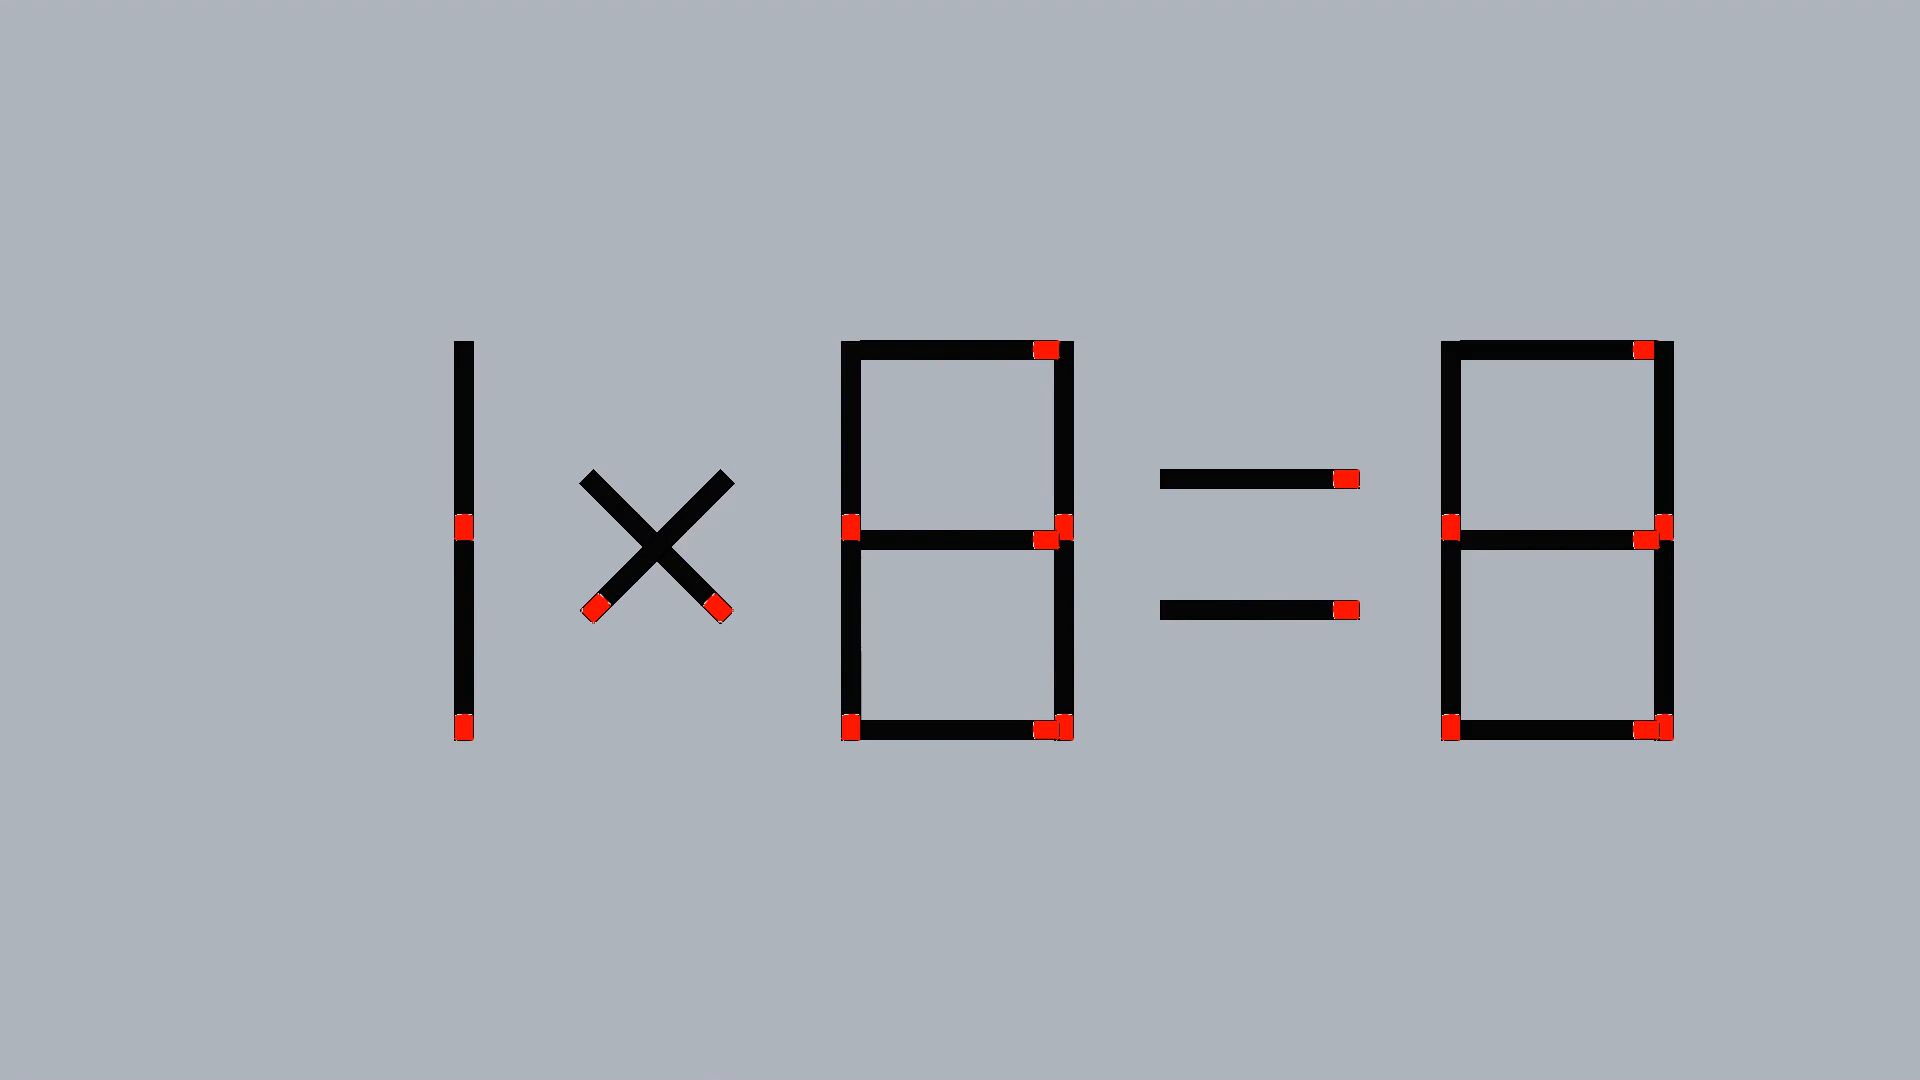 1 × 8 = 8